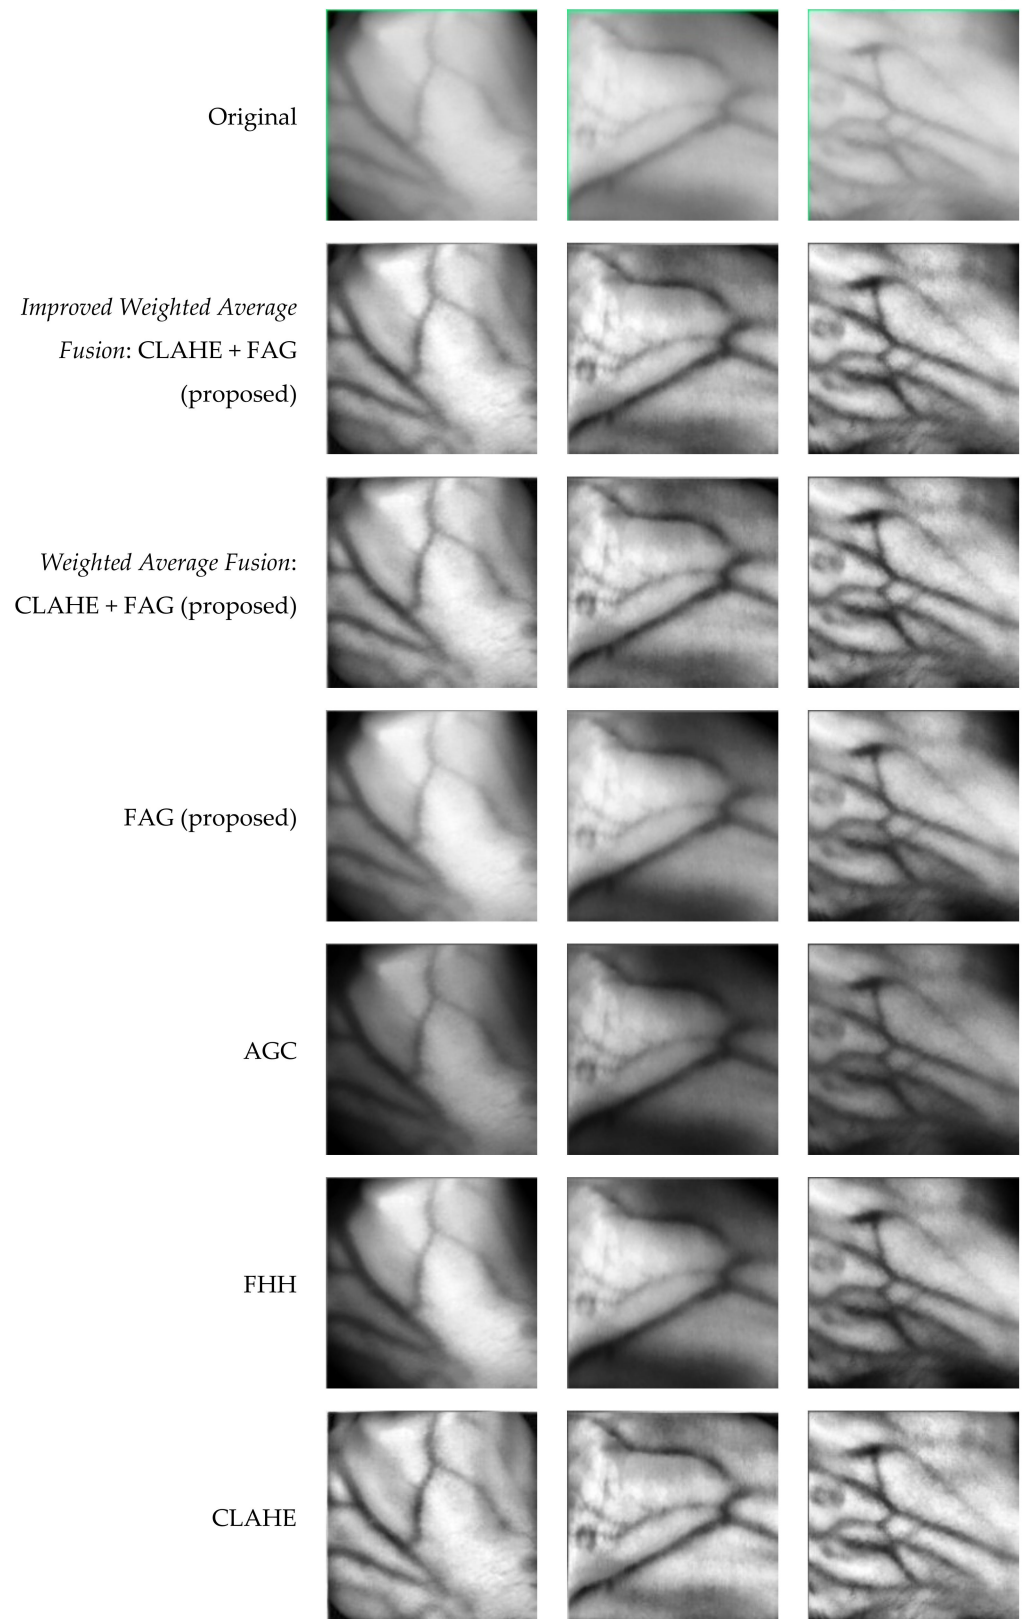 Original
Improved Weighted Average
Fusion: CLAHE + FAG
(proposed)
Weighted Average Fusion:
CLAHE + FAG (proposed)
FAG (proposed)
AGC
FHH
CLAHE